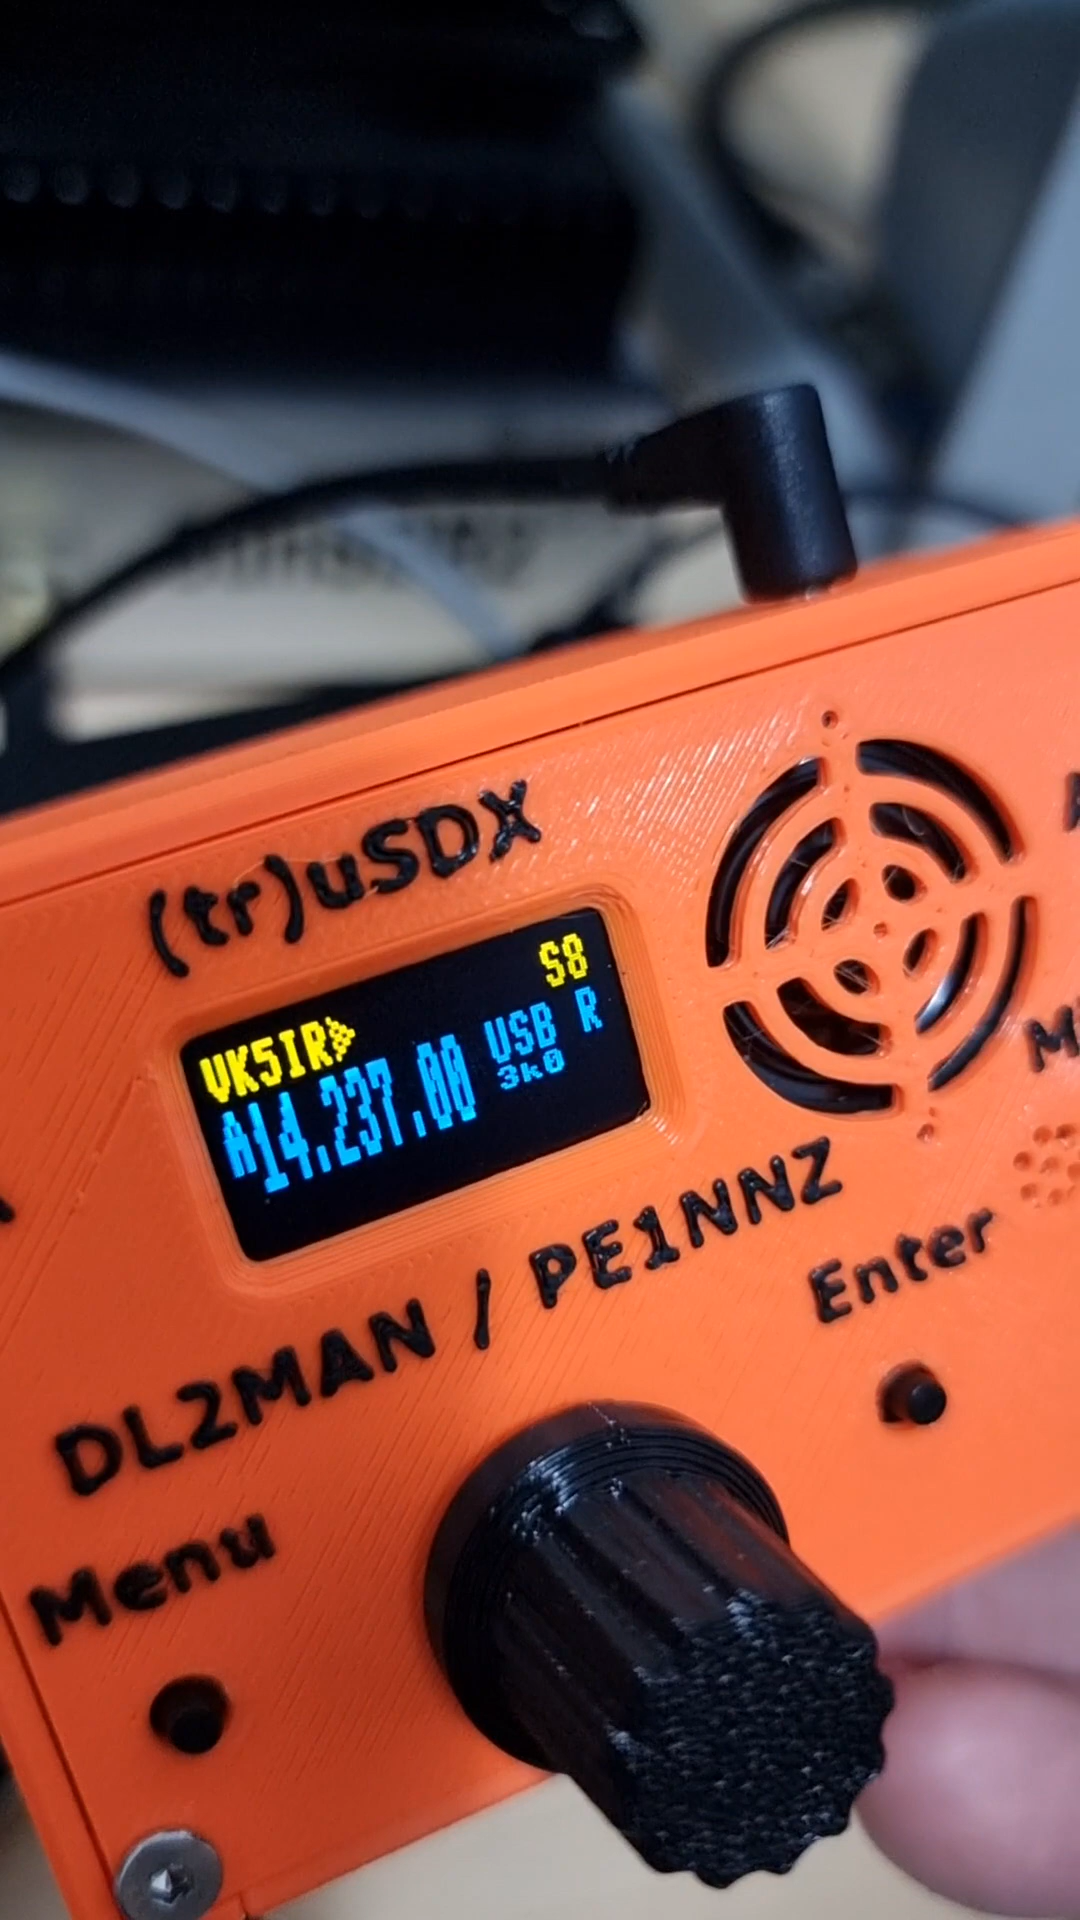 (tr)uSDX
S8
VK5IR
A14.237.00 USB R
3k0
DL2MAN / PE1NNZ
Enter
Menu